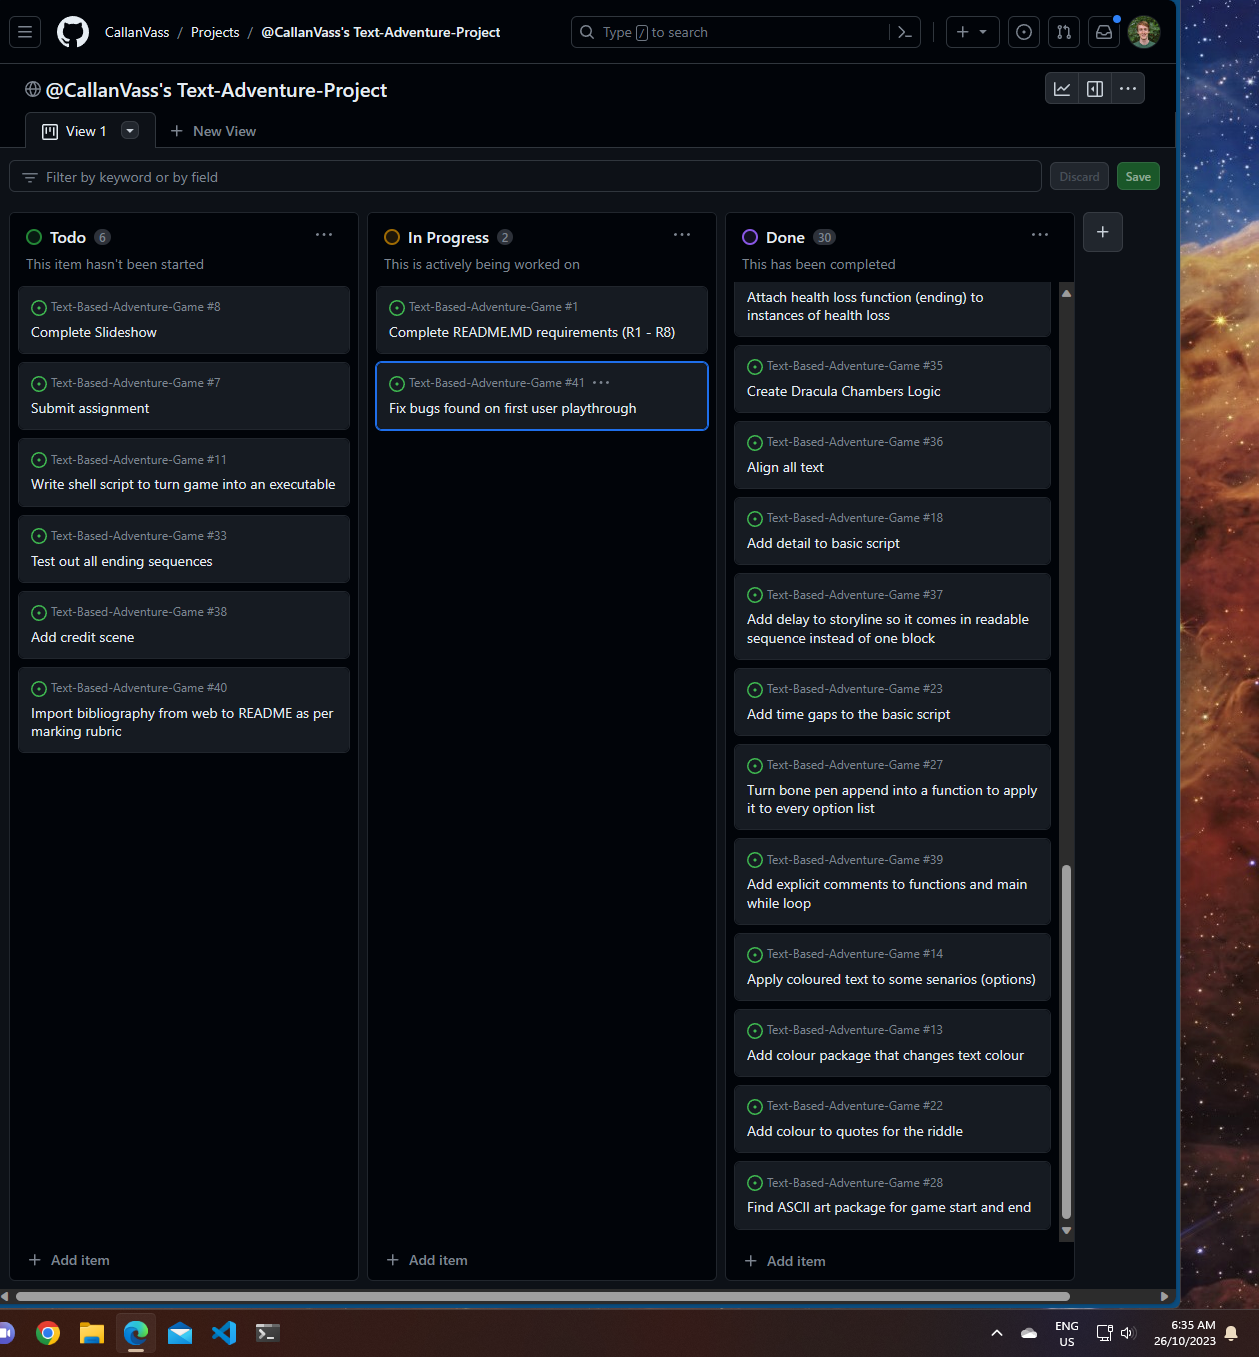 CallanVass / Projects / @CallanVass's Text-Adventure-Project
Type / to search
@CallanVass's Text-Adventure-Project
View 1
New View
Filter by keyword or by field
Discard
Save
Todo 6
This item hasn't been started
Text-Based-Adventure-Game #8
Complete Slideshow
Text-Based-Adventure-Game #7
Submit assignment
Text-Based-Adventure-Game #11
Write shell script to turn game into an executable
Text-Based-Adventure-Game #33
Test out all ending sequences
Text-Based-Adventure-Game #38
Add credit scene
Text-Based-Adventure-Game #40
Import bibliography from web to README as per
marking rubric
Add item
In Progress 2
This is actively being worked on
Text-Based-Adventure-Game #1
Complete README.MD requirements (R1 - R8)
Text-Based-Adventure-Game #41
Fix bugs found on first user playthrough
Add item
Done 30
This has been completed
Attach health loss function (ending) to
instances of health loss
Text-Based-Adventure-Game #35
Create Dracula Chambers Logic
Text-Based-Adventure-Game #36
Align all text
Text-Based-Adventure-Game #18
Add detail to basic script
Text-Based-Adventure-Game #37
Add delay to storyline so it comes in readable
sequence instead of one block
Text-Based-Adventure-Game #23
Add time gaps to the basic script
Text-Based-Adventure-Game #27
Turn bone pen append into a function to apply
it to every option list
Text-Based-Adventure-Game #39
Add explicit comments to functions and main
while loop
Text-Based-Adventure-Game #14
Apply coloured text to some senarios (options)
Text-Based-Adventure-Game #13
Add colour package that changes text colour
Text-Based-Adventure-Game #22
Add colour to quotes for the riddle
Text-Based-Adventure-Game #28
Find ASCII art package for game start and end
Add item
ENG
US
6:35 AM
26/10/2023